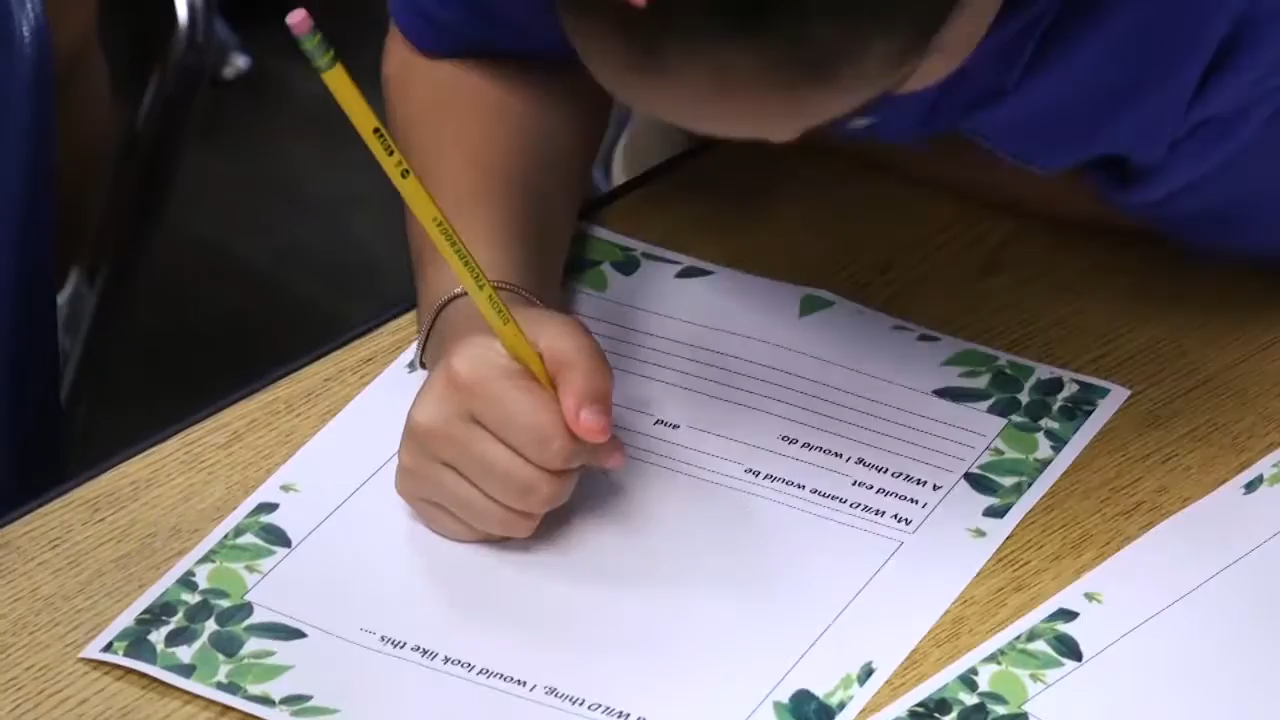 a WILD thing, I would look like this ....
My WILD name would be
I would eat and
A WILD thing I would do:
DIXON TICONDEROGA®